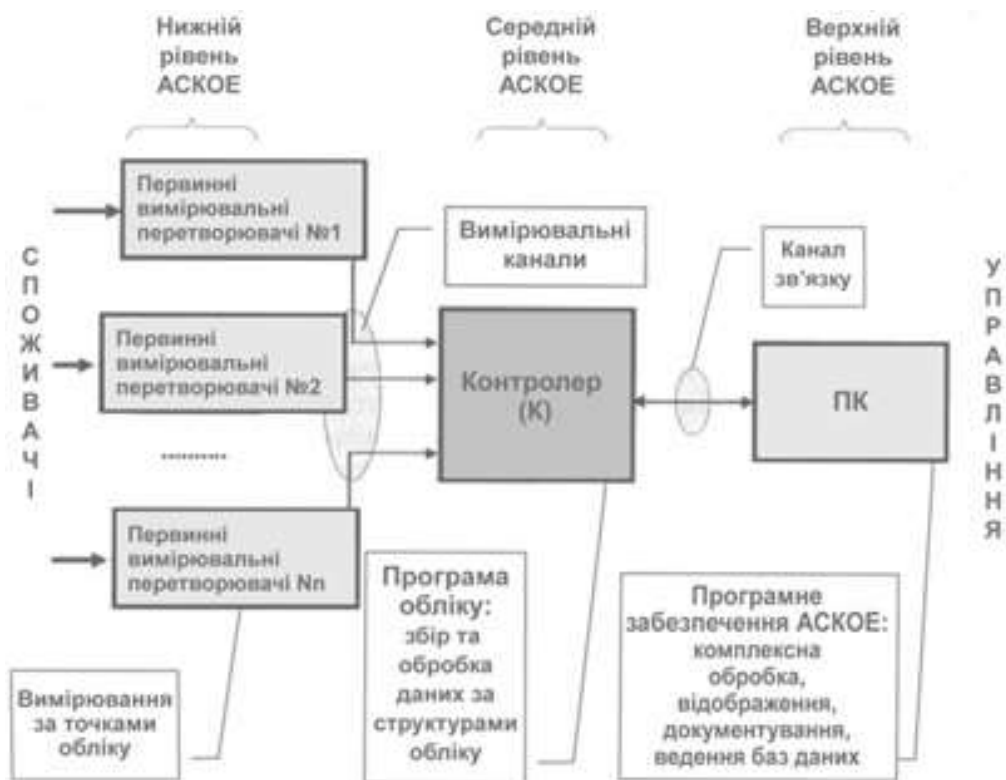 Нижній
рівень
АСКОЕ
Середній
рівень
АСКОЕ
Верхній
рівень
АСКОЕ
СПОЖИВАЧІ
Первинні
вимірювальні
перетворювачі №1
Первинні
вимірювальні
перетворювачі №2
..........
Первинні
вимірювальні
перетворювачі Nn
Вимірювальні
канали
Контролер
(К)
Канал
зв'язку
ПК
УПРАВЛІННЯ
Вимірювання
за точками
обліку
Програма
обліку:
збір та
обробка
даних за
структурами
обліку
Програмне
забезпечення АСКОЕ:
комплексна
обробка,
відображення,
документування,
ведення баз даних